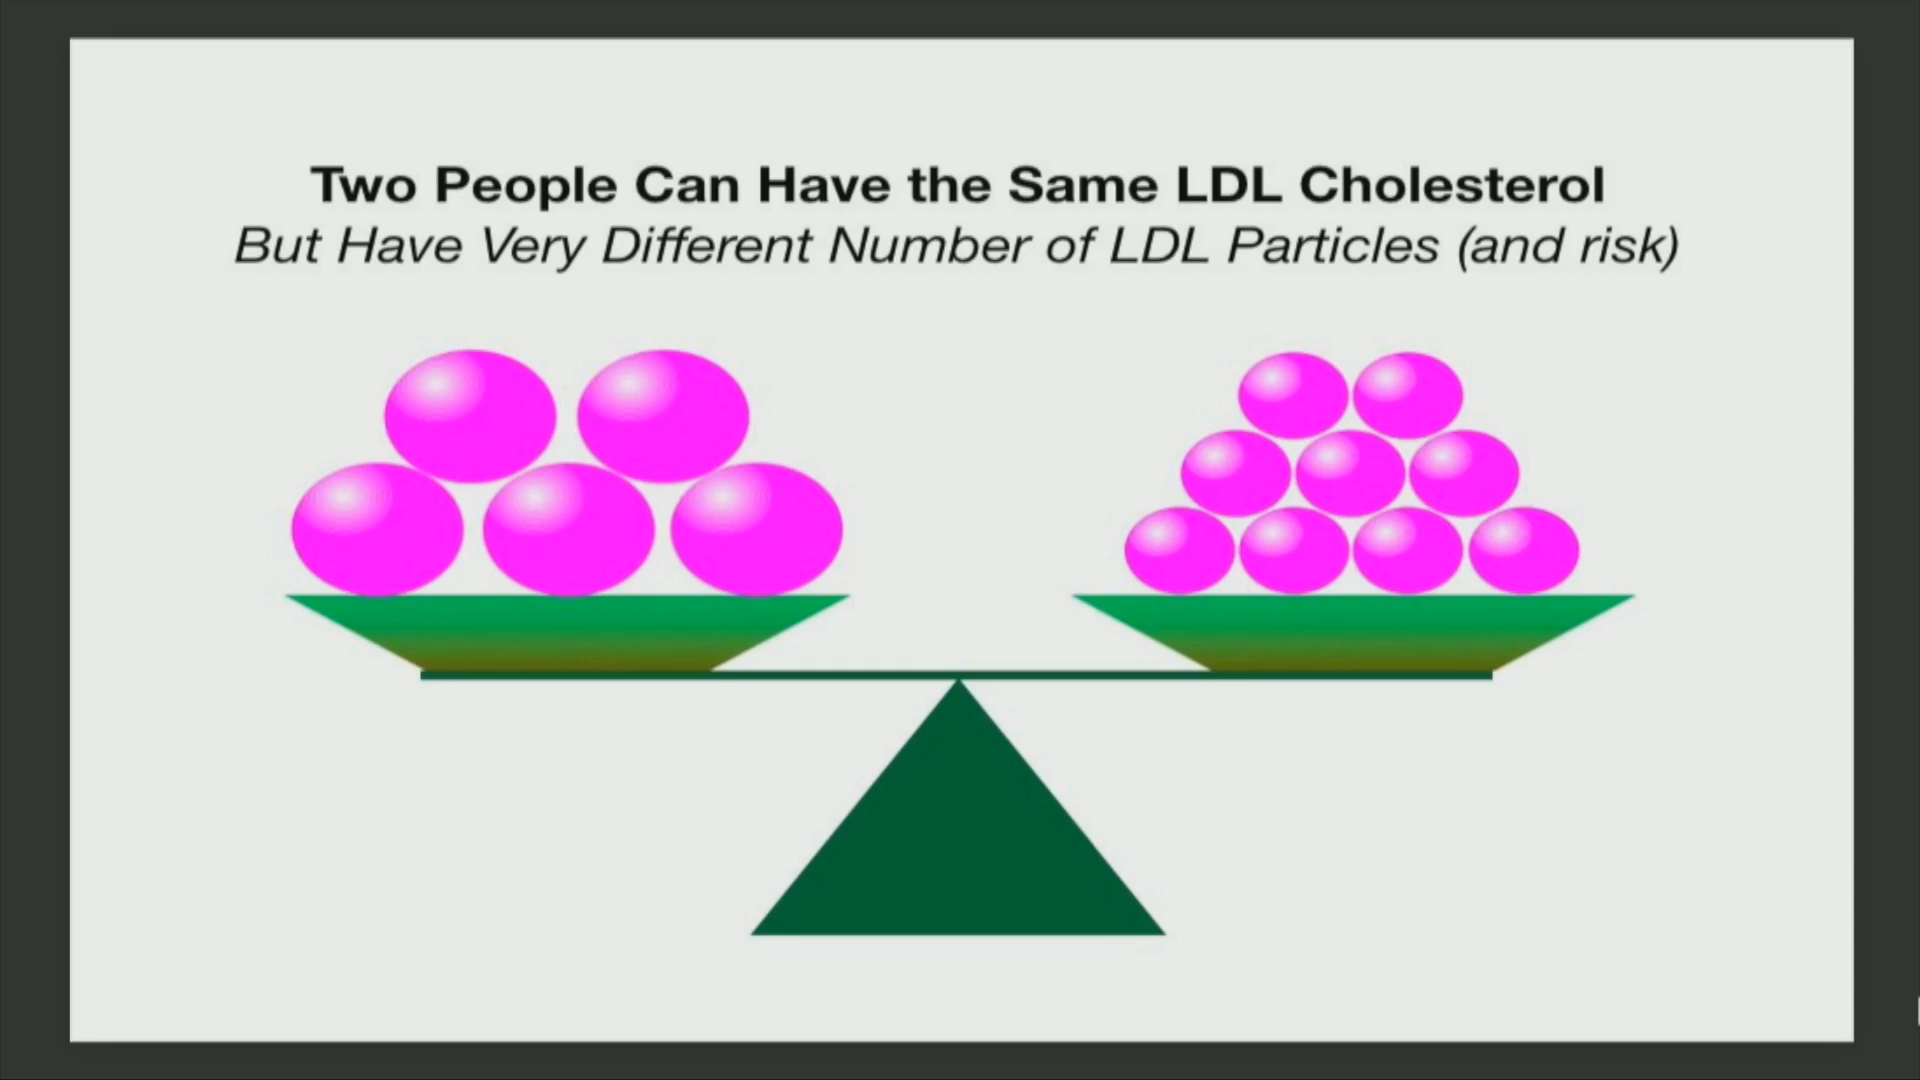 Two People Can Have the Same LDL Cholesterol
But Have Very Different Number of LDL Particles (and risk)